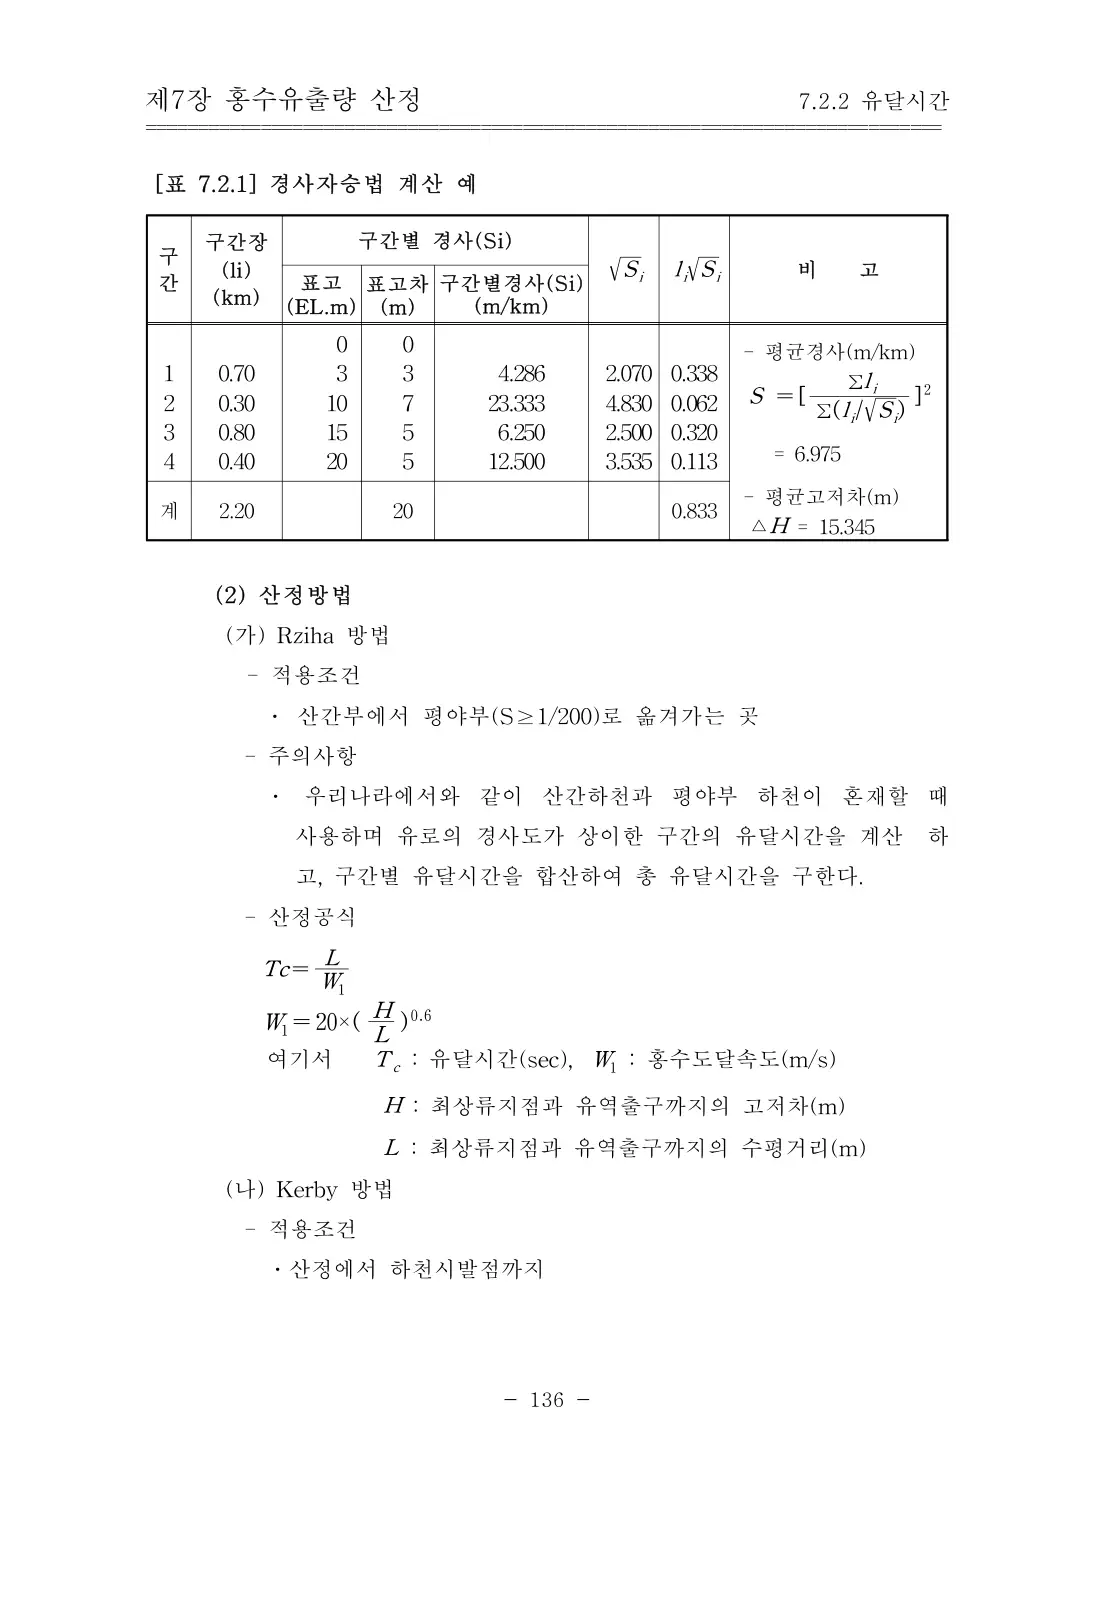 제7장 홍수유출량 산정 7.2.2 유달시간
[표 7.2.1] 경사자승법 계산 예
구간 구간장 (li) (km) 구간별 경사(Si) √Si li√Si 비 고
표고 (EL.m) 표고차 (m) 구간별경사(Si) (m/km)
0 0
1 0.70 3 3 4.286 2.070 0.338
2 0.30 10 7 23.333 4.830 0.062
3 0.80 15 5 6.250 2.500 0.320
4 0.40 20 5 12.500 3.535 0.113
계 2.20 20 0.833
- 평균경사(m/km)
S =[ Σli / Σ(li/√Si) ]²
= 6.975
- 평균고저차(m)
△H = 15.345
(2) 산정방법
(가) Rziha 방법
- 적용조건
· 산간부에서 평야부(S≥1/200)로 옮겨가는 곳
- 주의사항
· 우리나라에서와 같이 산간하천과 평야부 하천이 혼재할 때
사용하며 유로의 경사도가 상이한 구간의 유달시간을 계산 하
고, 구간별 유달시간을 합산하여 총 유달시간을 구한다.
- 산정공식
Tc= L/W₁
W₁=20×( H/L )^0.6
여기서 Tc : 유달시간(sec), W₁ : 홍수도달속도(m/s)
H : 최상류지점과 유역출구까지의 고저차(m)
L : 최상류지점과 유역출구까지의 수평거리(m)
(나) Kerby 방법
- 적용조건
·산정에서 하천시발점까지
- 136 -